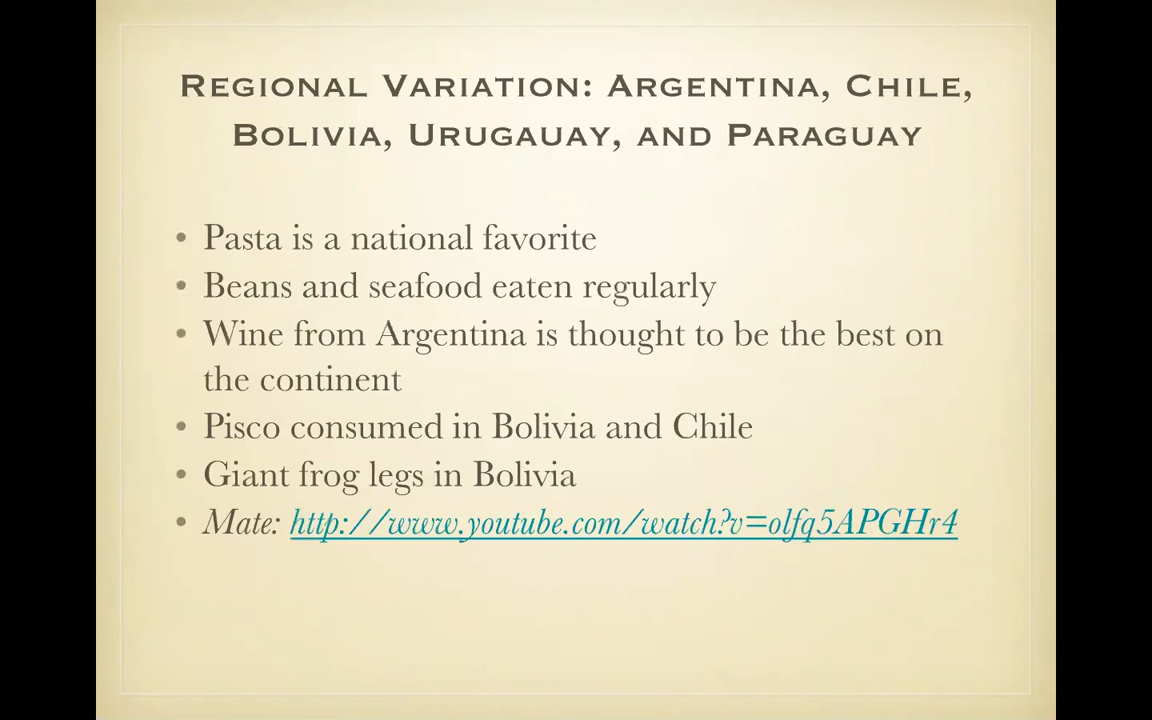 Regional Variation: Argentina, Chile,
Bolivia, Urugauay, and Paraguay
• Pasta is a national favorite
• Beans and seafood eaten regularly
• Wine from Argentina is thought to be the best on
the continent
• Pisco consumed in Bolivia and Chile
• Giant frog legs in Bolivia
• Mate: http://www.youtube.com/watch?v=olfq5APGHr4